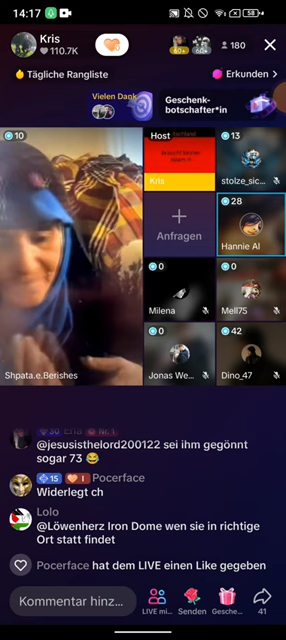 14:17
58
Kris
110.7K
60+
60+
180
Tägliche Rangliste
Erkunden >
Vielen Dank
Geschenk-
botschafter*in
10
Host
Kris
13
stolze_sic...
+
Anfragen
28
Hannie Al
0
Milena
0
Mell75
Shpata.e.Berishes
Jonas We...
42
Dino_47
@jesusisthelord200122 sei ihm gegönnt
sogar 73 😂
15
I
Pocerface
Widerlegt ch
Lolo
@Löwenherz Iron Dome wen sie in richtige
Ort statt findet
Pocerface hat dem LIVE einen Like gegeben
Kommentar hinz...
LIVE mi...
Senden
Gesche...
41